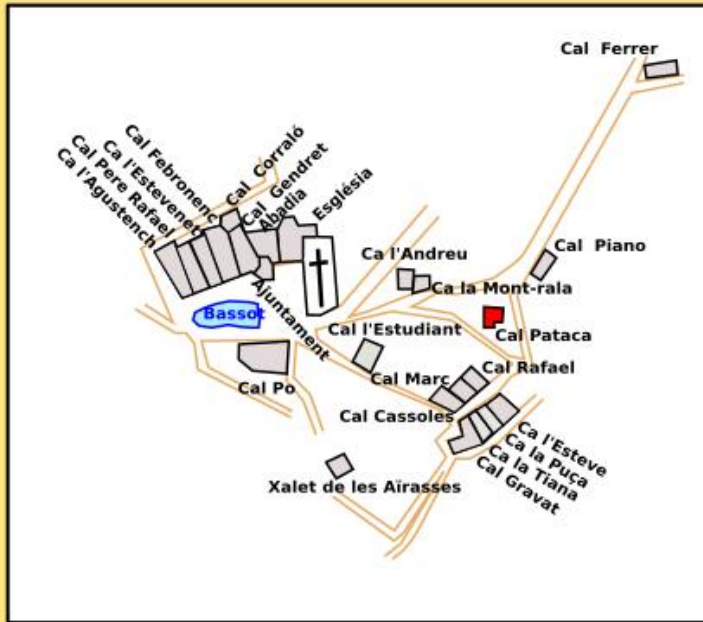 Cal Ferrer
Cal Corraló
Cal Febronenc
Cal Gendret
Ca l'Estevenet
Abadia
Església
Cal Pere Rafael
Ca l'Agustench
Cal Piano
Ca l'Andreu
Ca la Mont-rala
Ajuntament
Bassot
Cal l'Estudiant
Cal Pataca
Cal Rafael
Cal Marc
Cal Po
Cal Cassoles
Ca l'Esteve
Ca la Puça
Ca la Tiana
Cal Gravat
Xalet de les Aïrasses